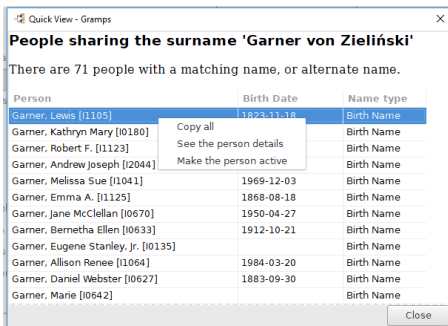 Quick View - Gramps
People sharing the surname 'Garner von Zieliński'
There are 71 people with a matching name, or alternate name.
Person Birth Date Name type
Garner, Lewis [I1105] 1823-11-18 Birth Name
Garner, Kathryn Mary [I0180] Birth Name
Copy all
Garner, Robert F. [I1123] Birth Name
See the person details
Garner, Andrew Joseph [I2044] Birth Name
Make the person active
Garner, Melissa Sue [I1041] 1969-12-03 Birth Name
Garner, Emma A. [I1125] 1868-08-18 Birth Name
Garner, Jane McClellan [I0670] 1950-04-27 Birth Name
Garner, Bernetha Ellen [I0633] 1912-10-21 Birth Name
Garner, Eugene Stanley, Jr. [I0135] Birth Name
Garner, Allison Renee [I1064] 1984-03-20 Birth Name
Garner, Daniel Webster [I0627] 1883-09-30 Birth Name
Garner, Marie [I0642] Birth Name
Close